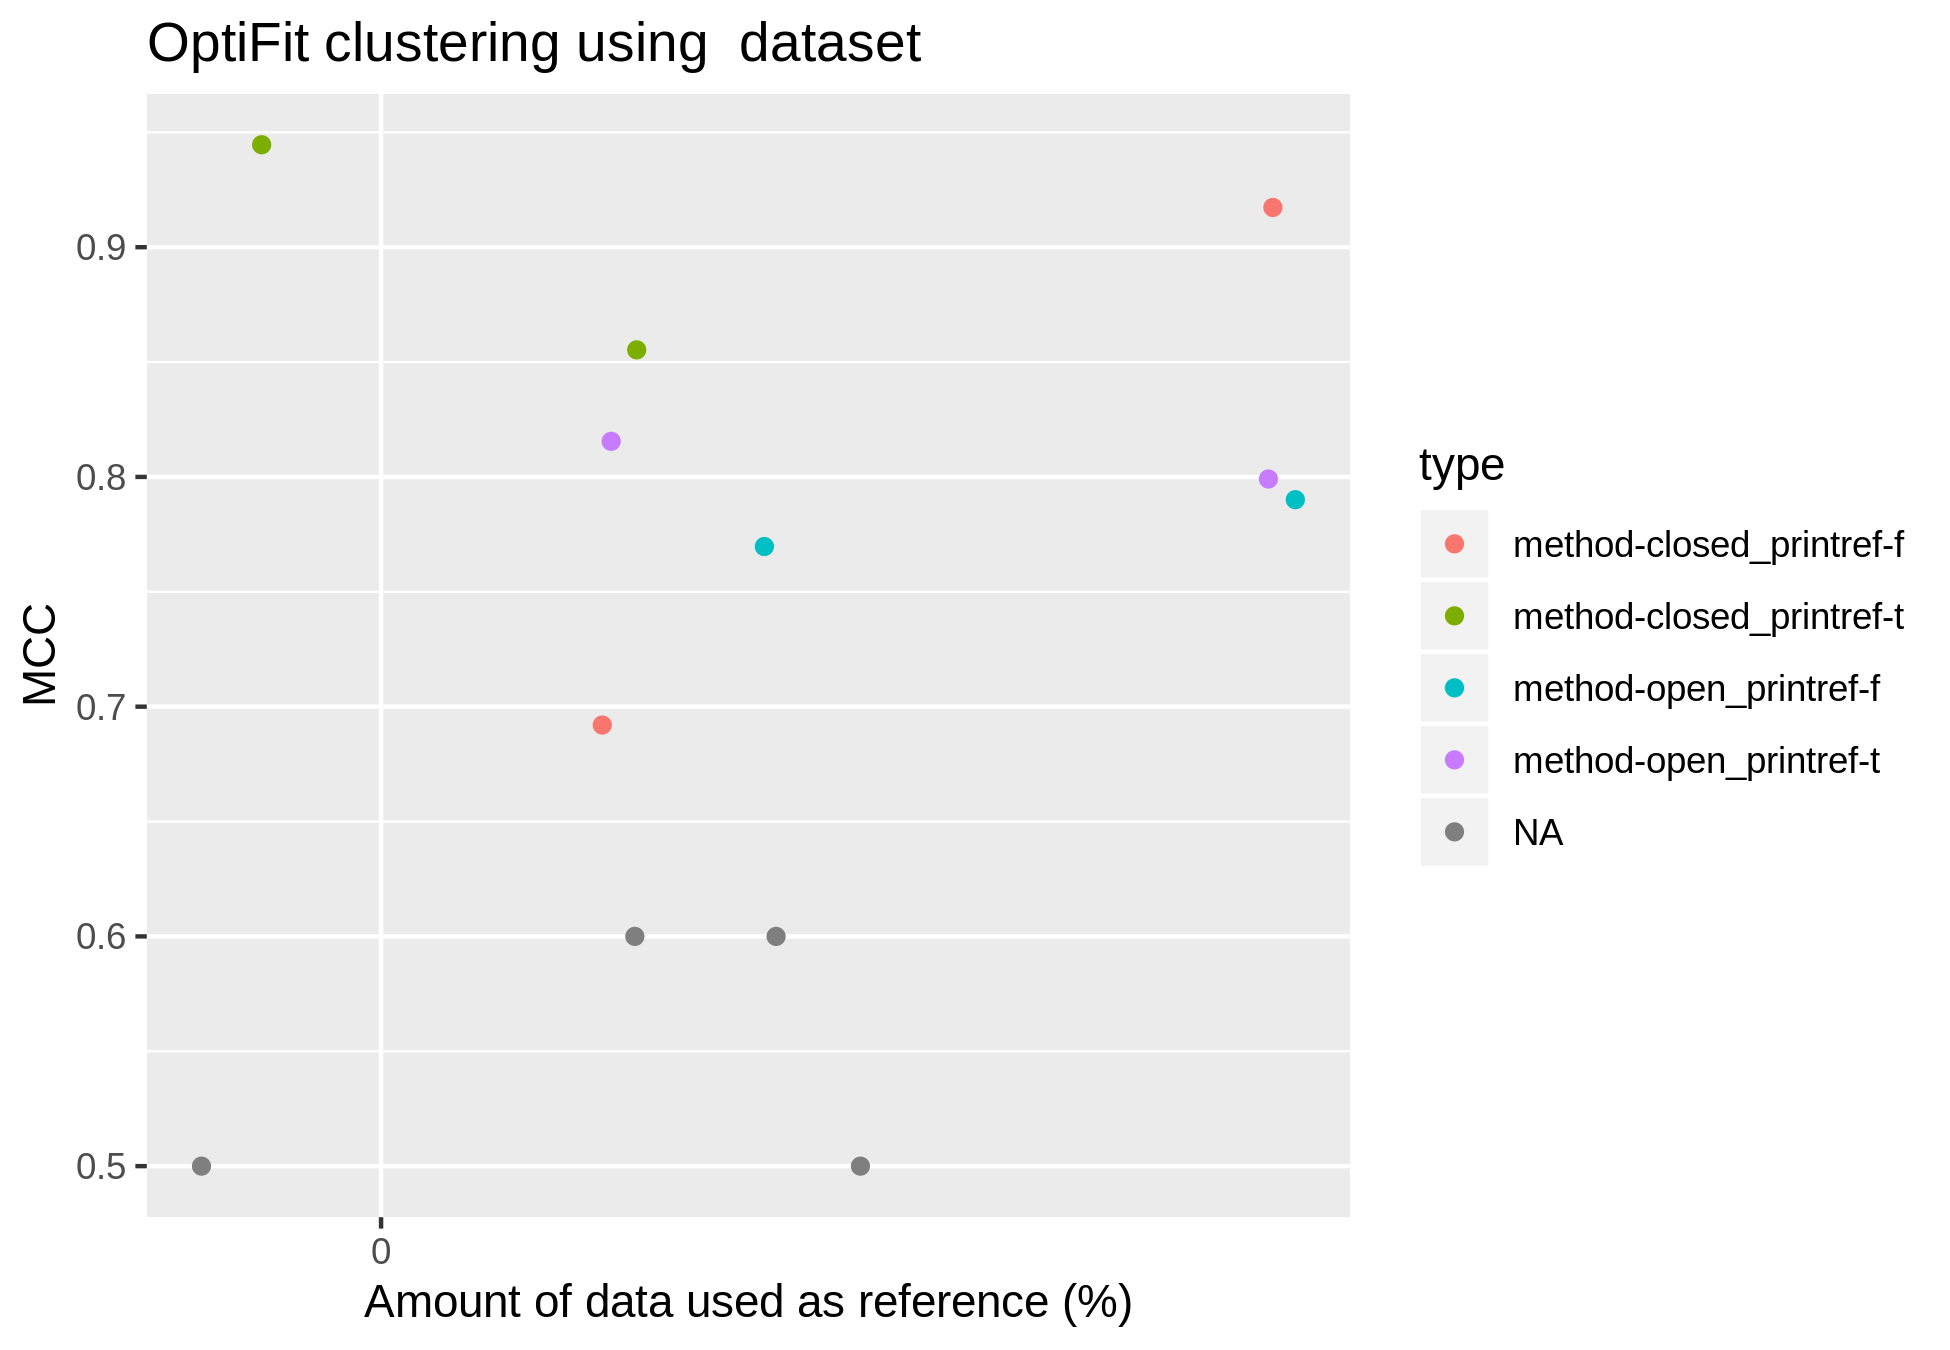 OptiFit clustering using  dataset
0.9
0.8
0.7
0.6
0.5
MCC
0
Amount of data used as reference (%)
type
method-closed_printref-f
method-closed_printref-t
method-open_printref-f
method-open_printref-t
NA